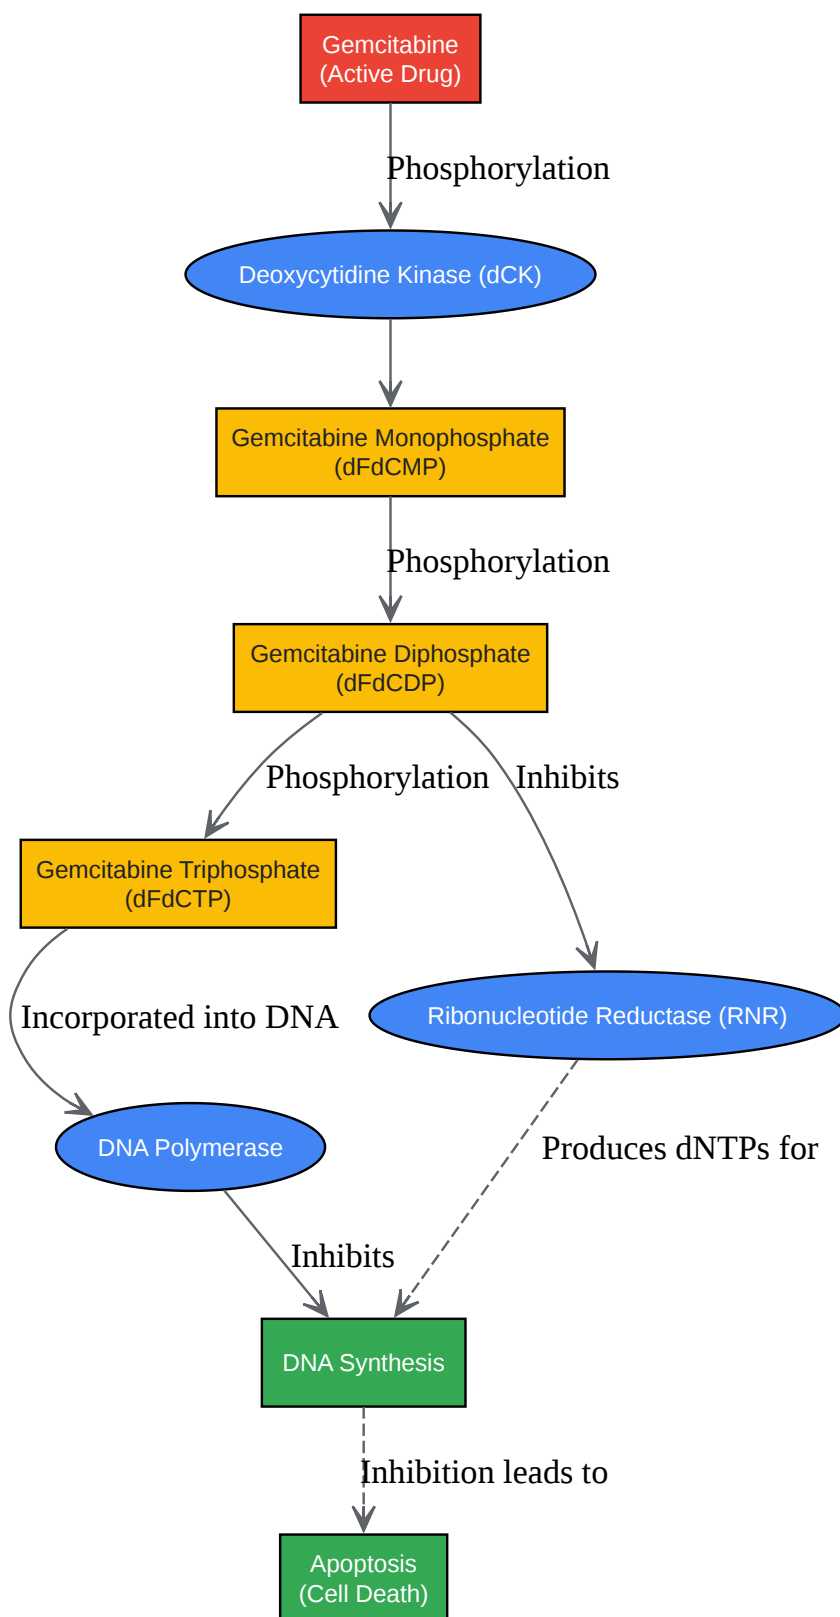 Gemcitabine
(Active Drug)
Phosphorylation
Deoxycytidine Kinase (dCK)
Gemcitabine Monophosphate
(dFdCMP)
Phosphorylation
Gemcitabine Diphosphate
(dFdCDP)
Phosphorylation
Inhibits
Gemcitabine Triphosphate
(dFdCTP)
Incorporated into DNA
Ribonucleotide Reductase (RNR)
DNA Polymerase
Produces dNTPs for
Inhibits
DNA Synthesis
Inhibition leads to
Apoptosis
(Cell Death)